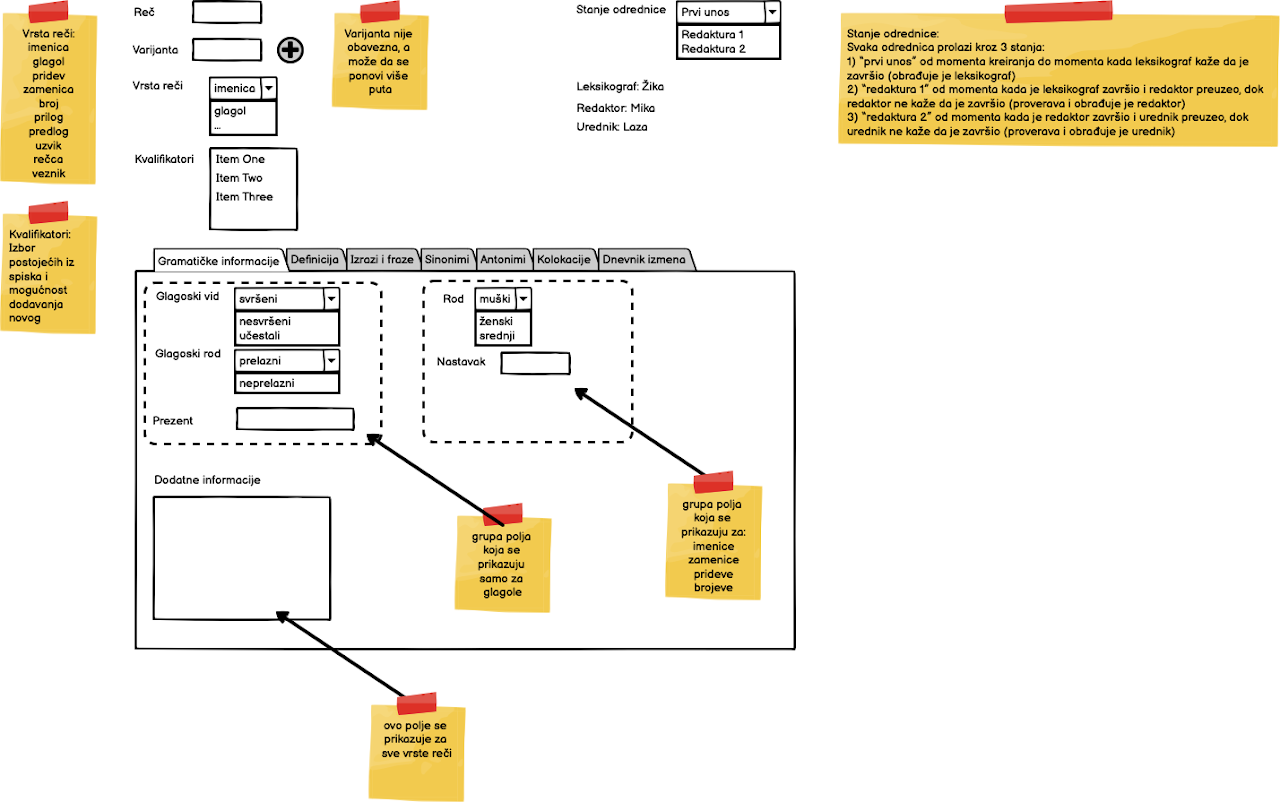 Vrsta reči:
imenica
glagol
pridev
zamenica
broj
prilog
predlog
uzvik
rečca
veznik
Kvalifikatori:
Izbor
postojećih iz
spiska i
mogućnost
dodavanja
novog
Reč
Varijanta
Vrsta reči
imenica
glagol
...
Kvalifikatori
Item One
Item Two
Item Three
Varijanta nije
obavezna, a
može da se
ponovi više
puta
Stanje odrednice
Prvi unos
Redaktura 1
Redaktura 2
Leksikograf: Žika
Redaktor: Mika
Urednik: Laza
Stanje odrednice:
Svaka odrednica prolazi kroz 3 stanja:
1) "prvi unos" od momenta kreiranja do momenta kada leksikograf kaže da je
završio (obrađuje je leksikograf)
2) "redaktura 1" od momenta kada je leksikograf završio i redaktor preuzeo, dok
redaktor ne kaže da je završio (proverava i obrađuje je redaktor)
3) "redaktura 2" od momenta kada je redaktor završio i urednik preuzeo, dok
urednik ne kaže da je završio (proverava i obrađuje je urednik)
Gramatičke informacije
Definicija
Izrazi i fraze
Sinonimi
Antonimi
Kolokacije
Dnevnik izmena
Glagoski vid
svršeni
nesvršeni
učestali
Glagoski rod
prelazni
neprelazni
Prezent
Rod
muški
ženski
srednji
Nastavak
Dodatne informacije
grupa polja
koja se
prikazuju
samo za
glagole
grupa polja
koja se
prikazuju za:
imenice
zamenice
prideve
brojeve
ovo polje se
prikazuje za
sve vrste reči